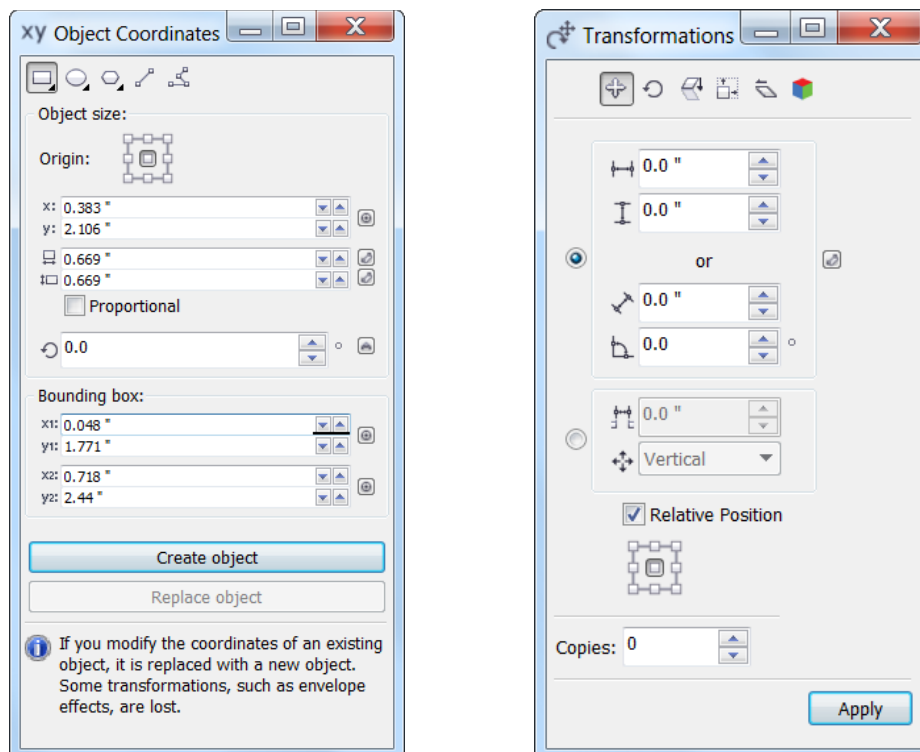 xy Object Coordinates
Object size:
Origin:
x: 0.383 "
y: 2.106 "
0.669 "
0.669 "
Proportional
0.0 °
Bounding box:
x1: 0.048 "
y1: 1.771 "
x2: 0.718 "
y2: 2.44 "
Create object
Replace object
If you modify the coordinates of an existing
object, it is replaced with a new object.
Some transformations, such as envelope
effects, are lost.
Transformations
0.0 "
0.0 "
or
0.0 "
0.0 °
0.0 "
Vertical
Relative Position
Copies: 0
Apply